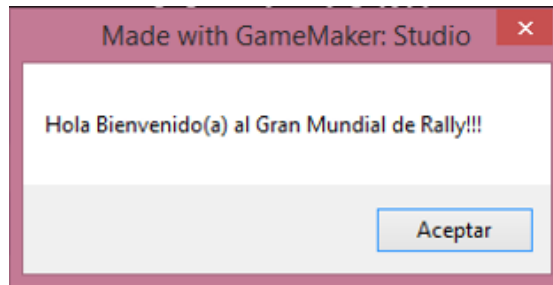 Made with GameMaker: Studio
Hola Bienvenido(a) al Gran Mundial de Rally!!!
Aceptar